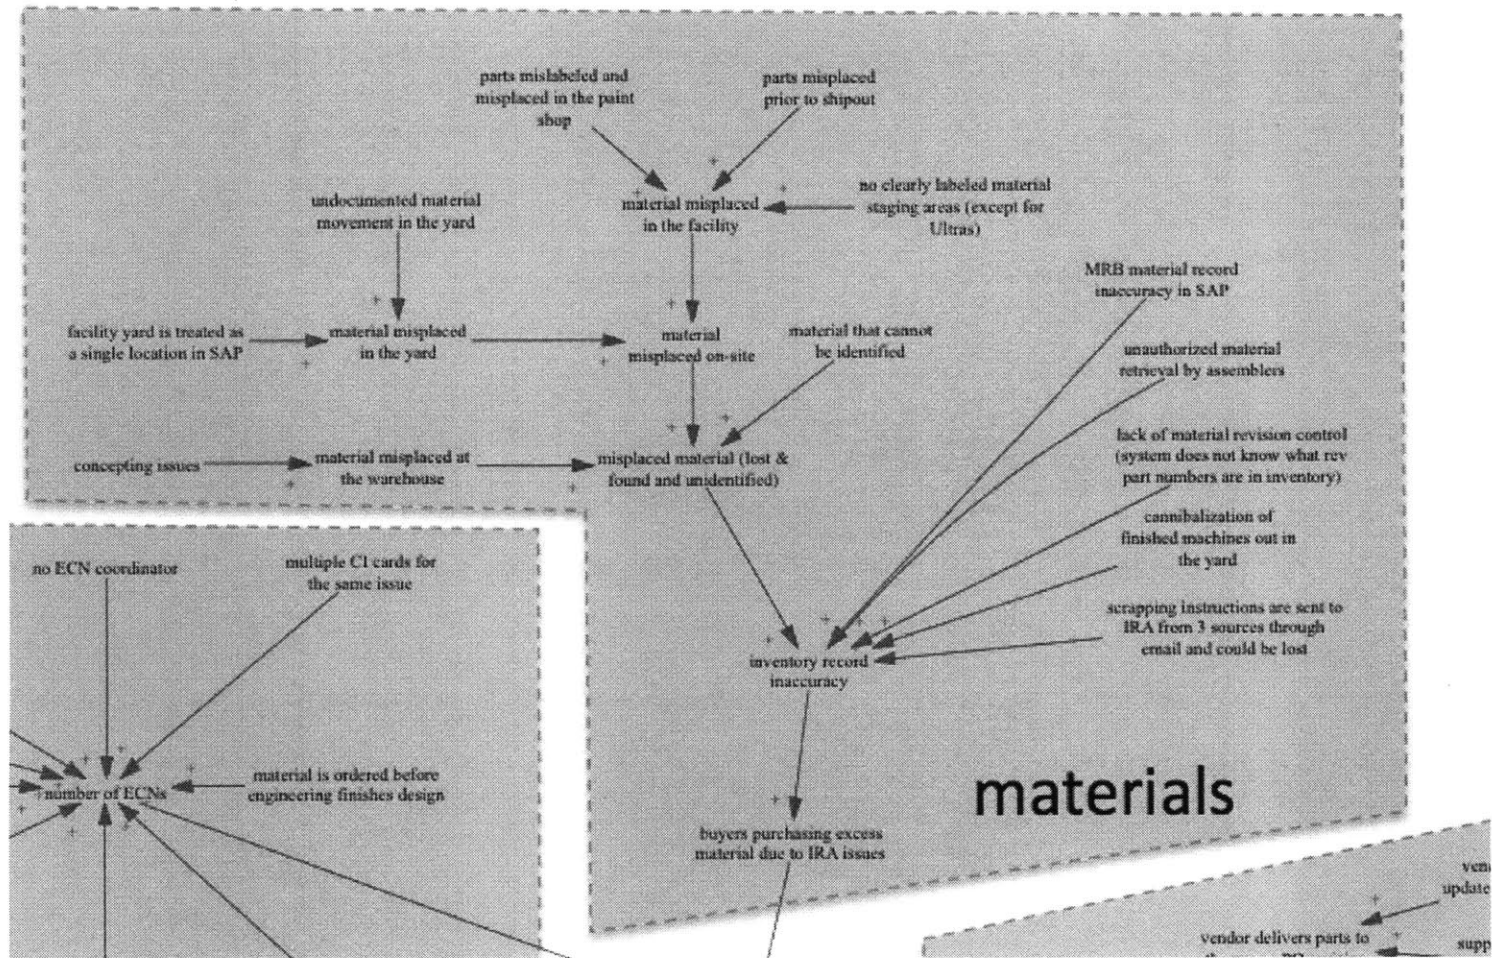 parts mislabeled and
misplaced in the paint
shop
parts misplaced
prior to shipout
undocumented material
movement in the yard
material misplaced
in the facility
no clearly labeled material
staging areas (except for
Ultras)
MRB material record
inaccuracy in SAP
facility yard is treated as
a single location in SAP
material misplaced
in the yard
material
misplaced on-site
material that cannot
be identified
unauthorized material
retrieval by assemblers
lack of material revision control
(system does not know what rev
part numbers are in inventory)
concepting issues
material misplaced at
the warehouse
misplaced material (lost &
found and unidentified)
cannibalization of
finished machines out in
the yard
no ECN coordinator
multiple CI cards for
the same issue
scrapping instructions are sent to
IRA from 3 sources through
email and could be lost
inventory record
inaccuracy
number of ECNs
material is ordered before
engineering finishes design
materials
buyers purchasing excess
material due to IRA issues
update
vendor delivers parts to